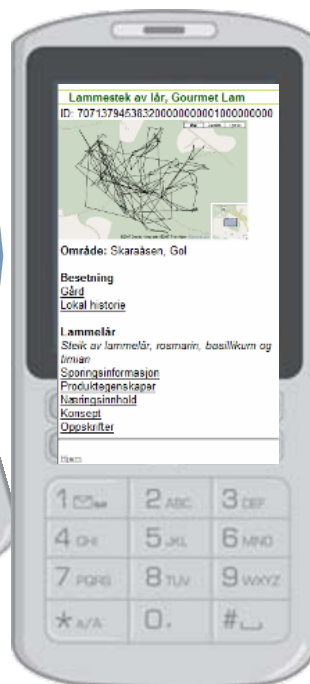 Lammestek av lår, Gourmet Lam
ID: 70713794538320000000001000000000
Område: Skaraåsen, Gol
Besetning
Gård
Lokal historie
Lammelår
Steik av lammelår, rosmarin, basillikum og
timian
Sporingsinformasjon
Produktegenskaper
Næringsinnhold
Konsept
Oppskrifter
Hjem
1 2 ABC 3 DEF
4 GHI 5 JKL 6 MNO
7 PQRS 8 TUV 9 WXYZ
* a/A 0 + #